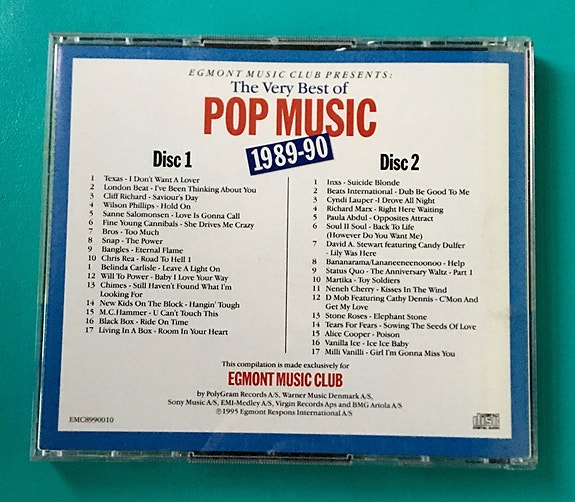 EGMONT MUSIC CLUB PRESENTS:
The Very Best of
POP MUSIC
1989-90
Disc 1
1 Texas - I Don't Want A Lover
2 London Beat - I've Been Thinking About You
3 Cliff Richard - Saviour's Day
4 Wilson Phillips - Hold On
5 Sanne Salomonsen - Love Is Gonna Call
6 Fine Young Cannibals - She Drives Me Crazy
7 Bros - Too Much
8 Snap - The Power
9 Bangles - Eternal Flame
10 Chris Rea - Road To Hell 1
1 Belinda Carlisle - Leave A Light On
12 Will To Power - Baby I Love Your Way
13 Chimes - Still Haven't Found What I'm
Looking For
14 New Kids On The Block - Hangin' Tough
15 M.C.Hammer - U Can't Touch This
16 Black Box - Ride On Time
17 Living In A Box - Room In Your Heart
Disc 2
1 Inxs - Suicide Blonde
2 Beats International - Dub Be Good To Me
3 Cyndi Lauper - I Drove All Night
4 Richard Marx - Right Here Waiting
5 Paula Abdul - Opposites Attract
6 Soul II Soul - Back To Life
(However Do You Want Me)
7 David A. Stewart featuring Candy Dulfer
- Lily Was Here
8 Bananarama/Lananeeneenoonoo - Help
9 Status Quo - The Anniversary Waltz - Part 1
10 Martika - Toy Soldiers
11 Neneh Cherry - Kisses In The Wind
12 D Mob Featuring Cathy Dennis - C'Mon And
Get My Love
13 Stone Roses - Elephant Stone
14 Tears For Fears - Sowing The Seeds Of Love
15 Alice Cooper - Poison
16 Vanilla Ice - Ice Ice Baby
17 Milli Vanilli - Girl I'm Gonna Miss You
This compilation is made exclusively for
EGMONT MUSIC CLUB
by PolyGram Records A/S, Warner Music Denmark A/S,
Sony Music A/S, EMI-Medley A/S, Virgin Records Aps and BMG Ariola A/S
℗1995 Egmont Respons International A/S
EMC8990010
COMPACT
disc
DIGITAL AUDIO